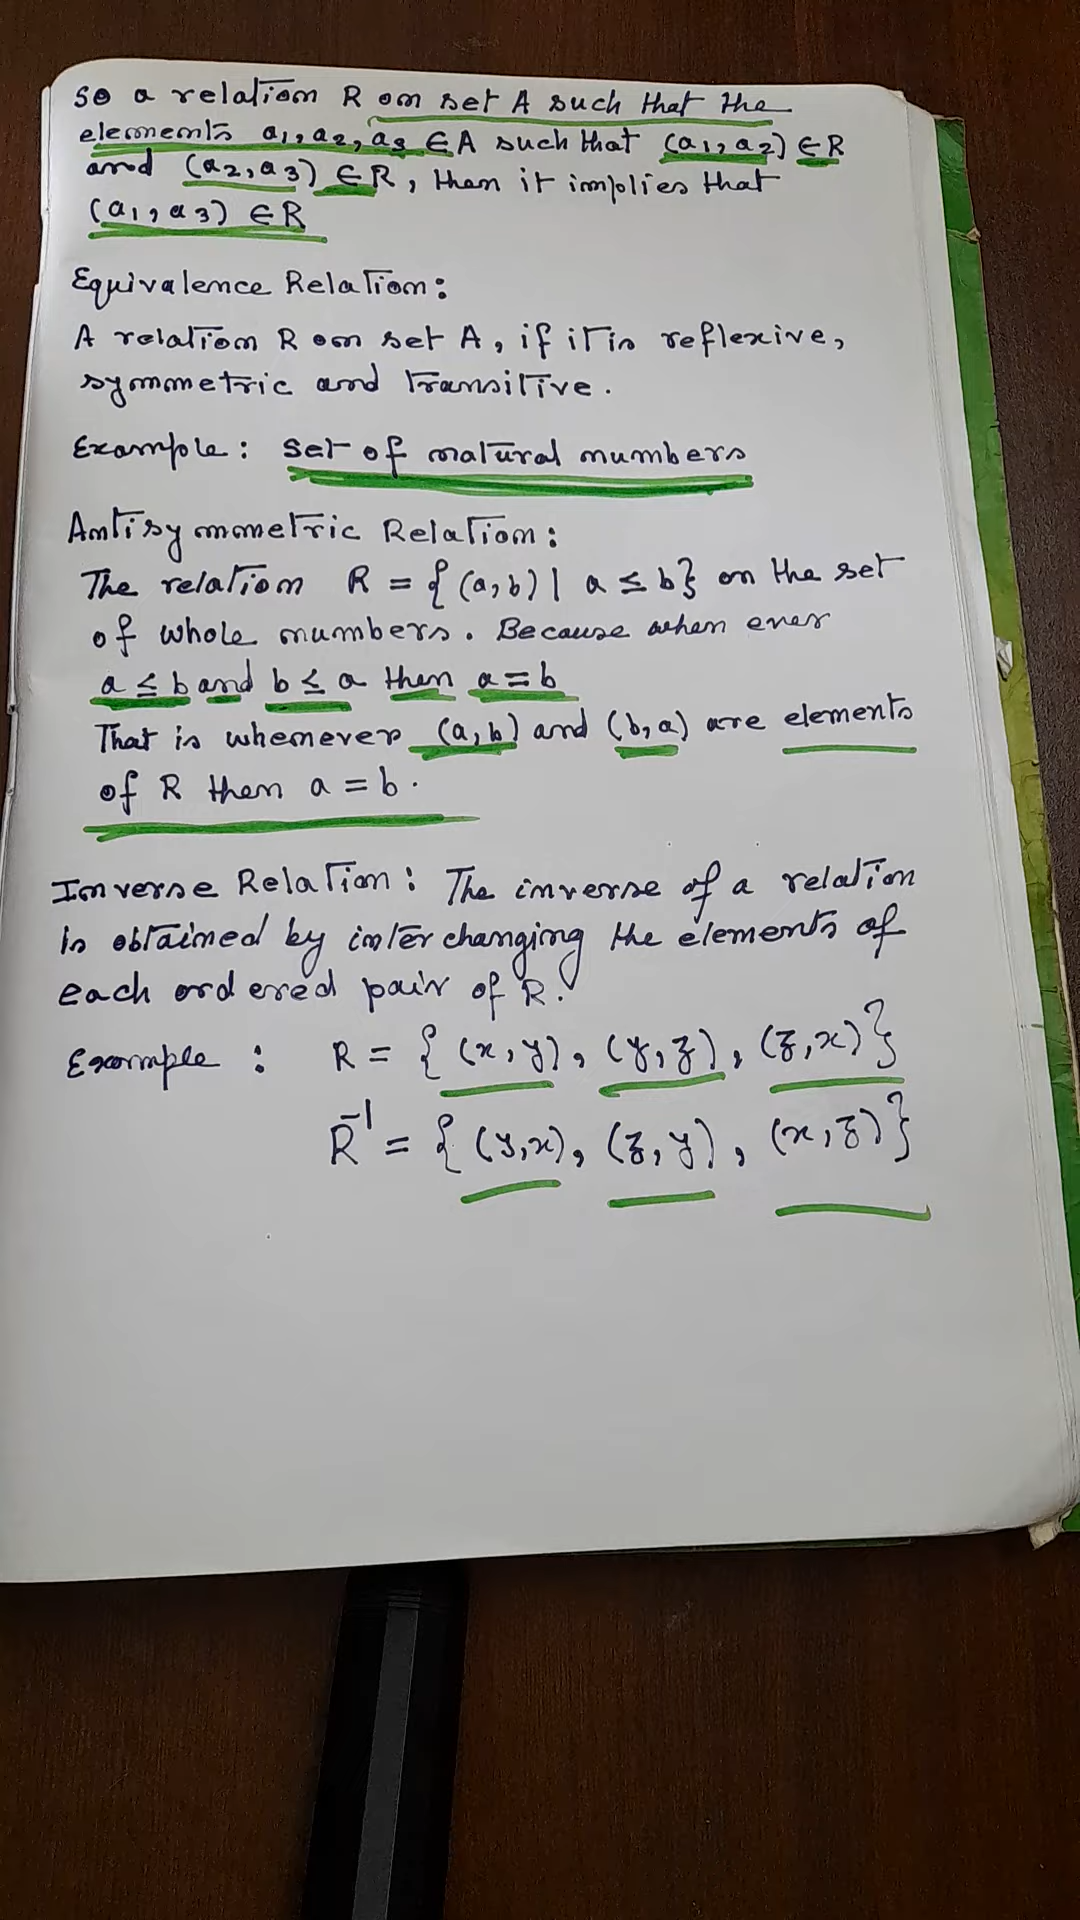 so a relation R on set A such that the
elements a1, a2, a3 ∈ A such that (a1, a2) ∈ R
and (a2, a3) ∈ R, then it implies that
(a1, a3) ∈ R
Equivalence Relation:
A relation R on set A, if it is reflexive,
symmetric and transitive.
Example: set of natural numbers
Antisymmetric Relation:
The relation R = {(a,b) | a ≤ b} on the set
of whole numbers. Because when ever
a ≤ b and b ≤ a then a = b
That is whenever (a,b) and (b,a) are elements
of R then a = b.
Inverse Relation: The inverse of a relation
is obtained by interchanging the elements of
each ordered pair of R.
Example: R = {(x,y), (y,z), (z,x)}
R⁻¹ = {(y,x), (z,y), (x,z)}